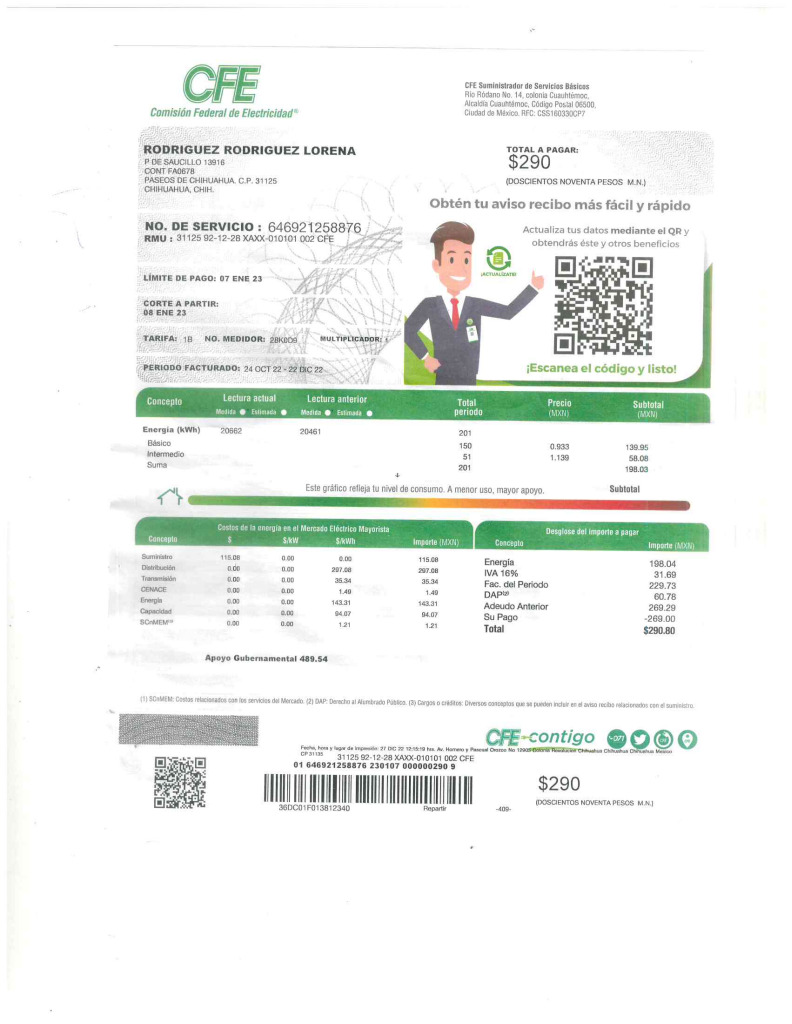 CFE
Comisión Federal de Electricidad®
CFE Suministrador de Servicios Básicos
Río Ródano No. 14, colonia Cuauhtémoc,
Alcaldía Cuauhtémoc, Código Postal 06500,
Ciudad de México. RFC: CSS160330CP7
RODRIGUEZ RODRIGUEZ LORENA
P DE SAUCILLO 13916
CONT FA0678
PASEOS DE CHIHUAHUA. C.P. 31125
CHIHUAHUA, CHIH.
TOTAL A PAGAR:
$290
(DOSCIENTOS NOVENTA PESOS M.N.)
Obtén tu aviso recibo más fácil y rápido
NO. DE SERVICIO : 646921258876
RMU : 31125 92-12-28 XAXX-010101 002 CFE
Actualiza tus datos mediante el QR y
obtendrás éste y otros beneficios
¡ACTUALÍZATE!
LÍMITE DE PAGO: 07 ENE 23
CORTE A PARTIR:
08 ENE 23
TARIFA: 1B NO. MEDIDOR: 28K0D9 MULTIPLICADOR: 1
PERIODO FACTURADO: 24 OCT 22 - 22 DIC 22
¡Escanea el código y listo!
Concepto Lectura actual Lectura anterior Total periodo Precio (MXN) Subtotal (MXN)
Medida Estimada Medida Estimada
Energía (kWh) 20662 20461 201
Básico 150 0.933 139.95
Intermedio 51 1.139 58.08
Suma 201 198.03
+
Este gráfico refleja tu nivel de consumo. A menor uso, mayor apoyo. Subtotal
Costos de la energía en el Mercado Eléctrico Mayorista
Concepto $ $/kW $/kWh Importe (MXN)
Suministro 115.08 0.00 0.00 115.08
Distribución 0.00 0.00 297.08 297.08
Transmisión 0.00 0.00 35.34 35.34
CENACE 0.00 0.00 1.49 1.49
Energía 0.00 0.00 143.31 143.31
Capacidad 0.00 0.00 94.07 94.07
SCnMEM(1) 0.00 0.00 1.21 1.21
Apoyo Gubernamental 489.54
Desglose del importe a pagar
Concepto Importe (MXN)
Energía 198.04
IVA 16% 31.69
Fac. del Periodo 229.73
DAP(2) 60.78
Adeudo Anterior 269.29
Su Pago -269.00
Total $290.80
(1) SCnMEM: Costos relacionados con los servicios del Mercado. (2) DAP: Derecho al Alumbrado Público. (3) Cargos o créditos: Diversos conceptos que se pueden incluir en el aviso recibo relacionados con el suministro.
CFE contigo 071
Fecha, hora y lugar de impresión: 27 DIC 22 12:15:19 hrs. Av. Homero y Pascual Orozco No 12905 Colonia Revolucion Chihuahua Chihuahua Chihuahua México
CP 31135
31125 92-12-28 XAXX-010101 002 CFE
01 646921258876 230107 000000290 9
36DC01F013812340 Repartir -409-
$290
(DOSCIENTOS NOVENTA PESOS M.N.)